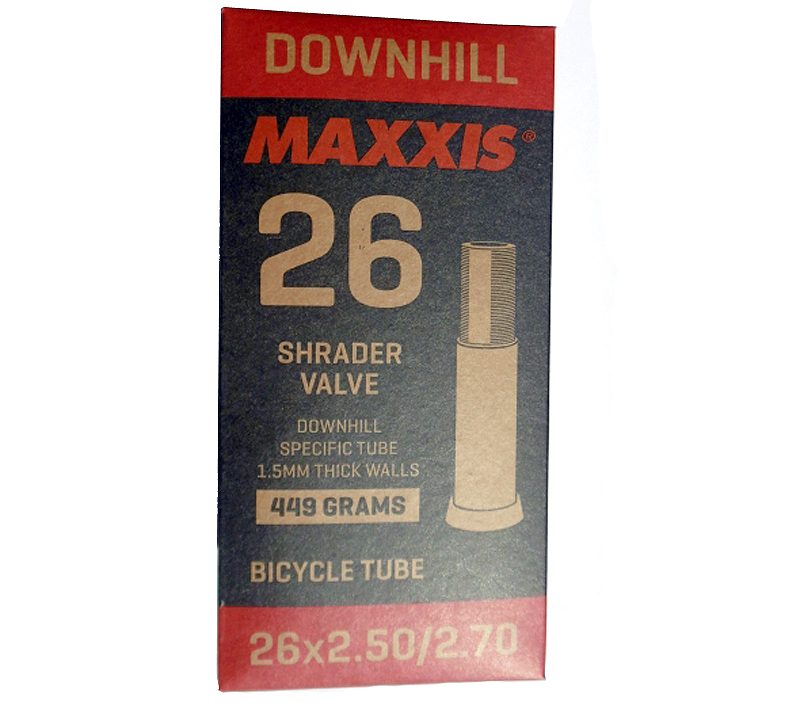 DOWNHILL
MAXXIS®
26
SHRADER
VALVE
DOWNHILL
SPECIFIC TUBE
1.5MM THICK WALLS
449 GRAMS
BICYCLE TUBE
26x2.50/2.70